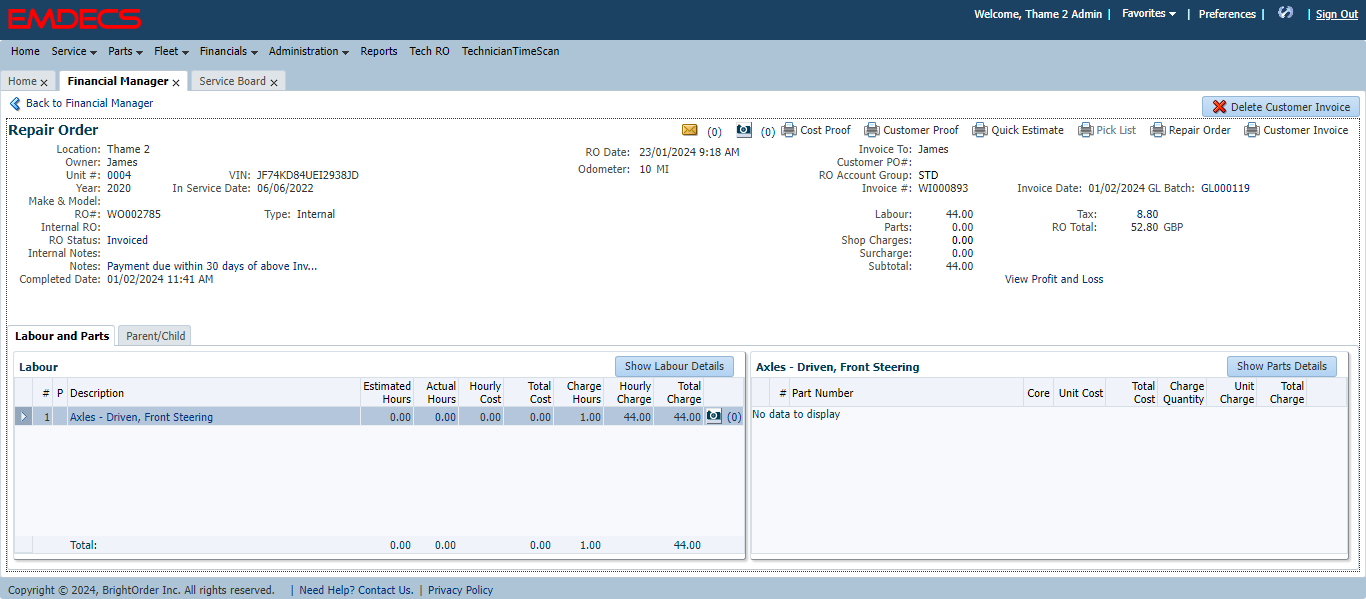 EMDECS
Welcome, Thame 2 Admin | Favorites | Preferences | | Sign Out
Home Service Parts Fleet Financials Administration Reports Tech RO TechnicianTimeScan
Home Financial Manager Service Board
Back to Financial Manager
Delete Customer Invoice
Repair Order
(0) (0) Cost Proof Customer Proof Quick Estimate Pick List Repair Order Customer Invoice
Location: Thame 2
Owner: James
Unit #: 0004 VIN: JF74KD84UEI2938JD
Year: 2020 In Service Date: 06/06/2022
Make & Model:
RO#: WO002785 Type: Internal
Internal RO:
RO Status: Invoiced
Internal Notes:
Notes: Payment due within 30 days of above Inv...
Completed Date: 01/02/2024 11:41 AM
RO Date: 23/01/2024 9:18 AM
Odometer: 10 MI
Invoice To: James
Customer PO#:
RO Account Group: STD
Invoice #: WI000893 Invoice Date: 01/02/2024 GL Batch: GL000119
Labour: 44.00 Tax: 8.80
Parts: 0.00 RO Total: 52.80 GBP
Shop Charges: 0.00
Surcharge: 0.00
Subtotal: 44.00
View Profit and Loss
Labour and Parts Parent/Child
Labour Show Labour Details
# P Description Estimated Hours Actual Hours Hourly Cost Total Cost Charge Hours Hourly Charge Total Charge
1 Axles - Driven, Front Steering 0.00 0.00 0.00 0.00 1.00 44.00 44.00 (0)
Total: 0.00 0.00 0.00 1.00 44.00
Axles - Driven, Front Steering Show Parts Details
# Part Number Core Unit Cost Total Cost Charge Quantity Unit Charge Total Charge
No data to display
Copyright © 2024, BrightOrder Inc. All rights reserved. | Need Help? Contact Us. | Privacy Policy